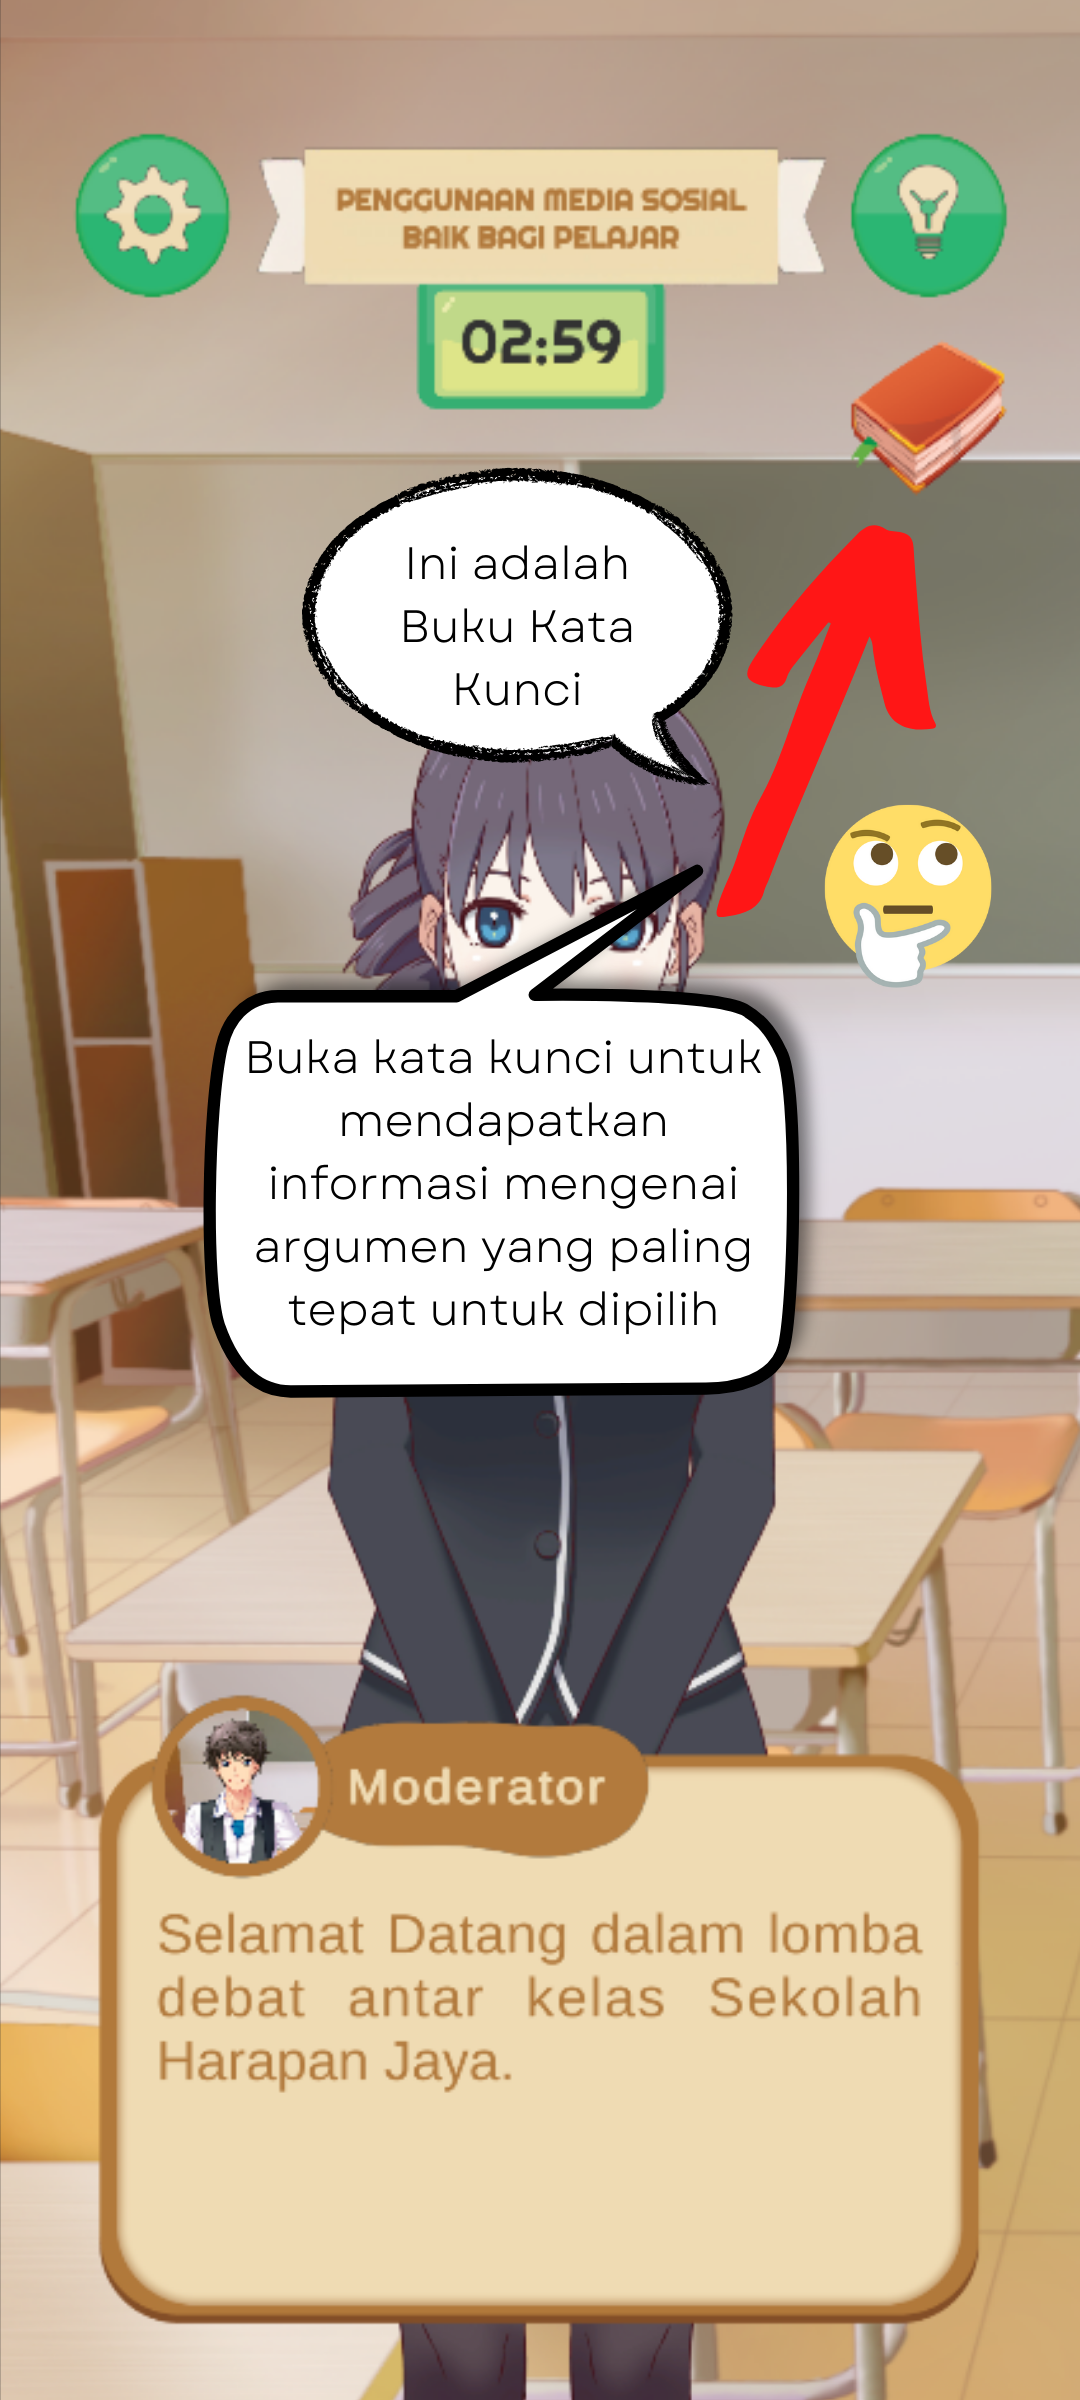 PENGGUNAAN MEDIA SOSIAL
BAIK BAGI PELAJAR
02:59
Ini adalah
Buku Kata
Kunci
Buka kata kunci untuk
mendapatkan
informasi mengenai
argumen yang paling
tepat untuk dipilih
Moderator
Selamat Datang dalam lomba
debat antar kelas Sekolah
Harapan Jaya.